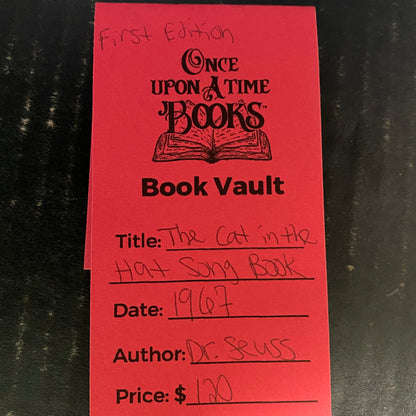 First Edition
ONCE
UPON A TIME
BOOKS™
Book Vault
Title: The Cat in the
Hat Song Book
Date: 1967
Author: Dr. Seuss
Price: $ 120